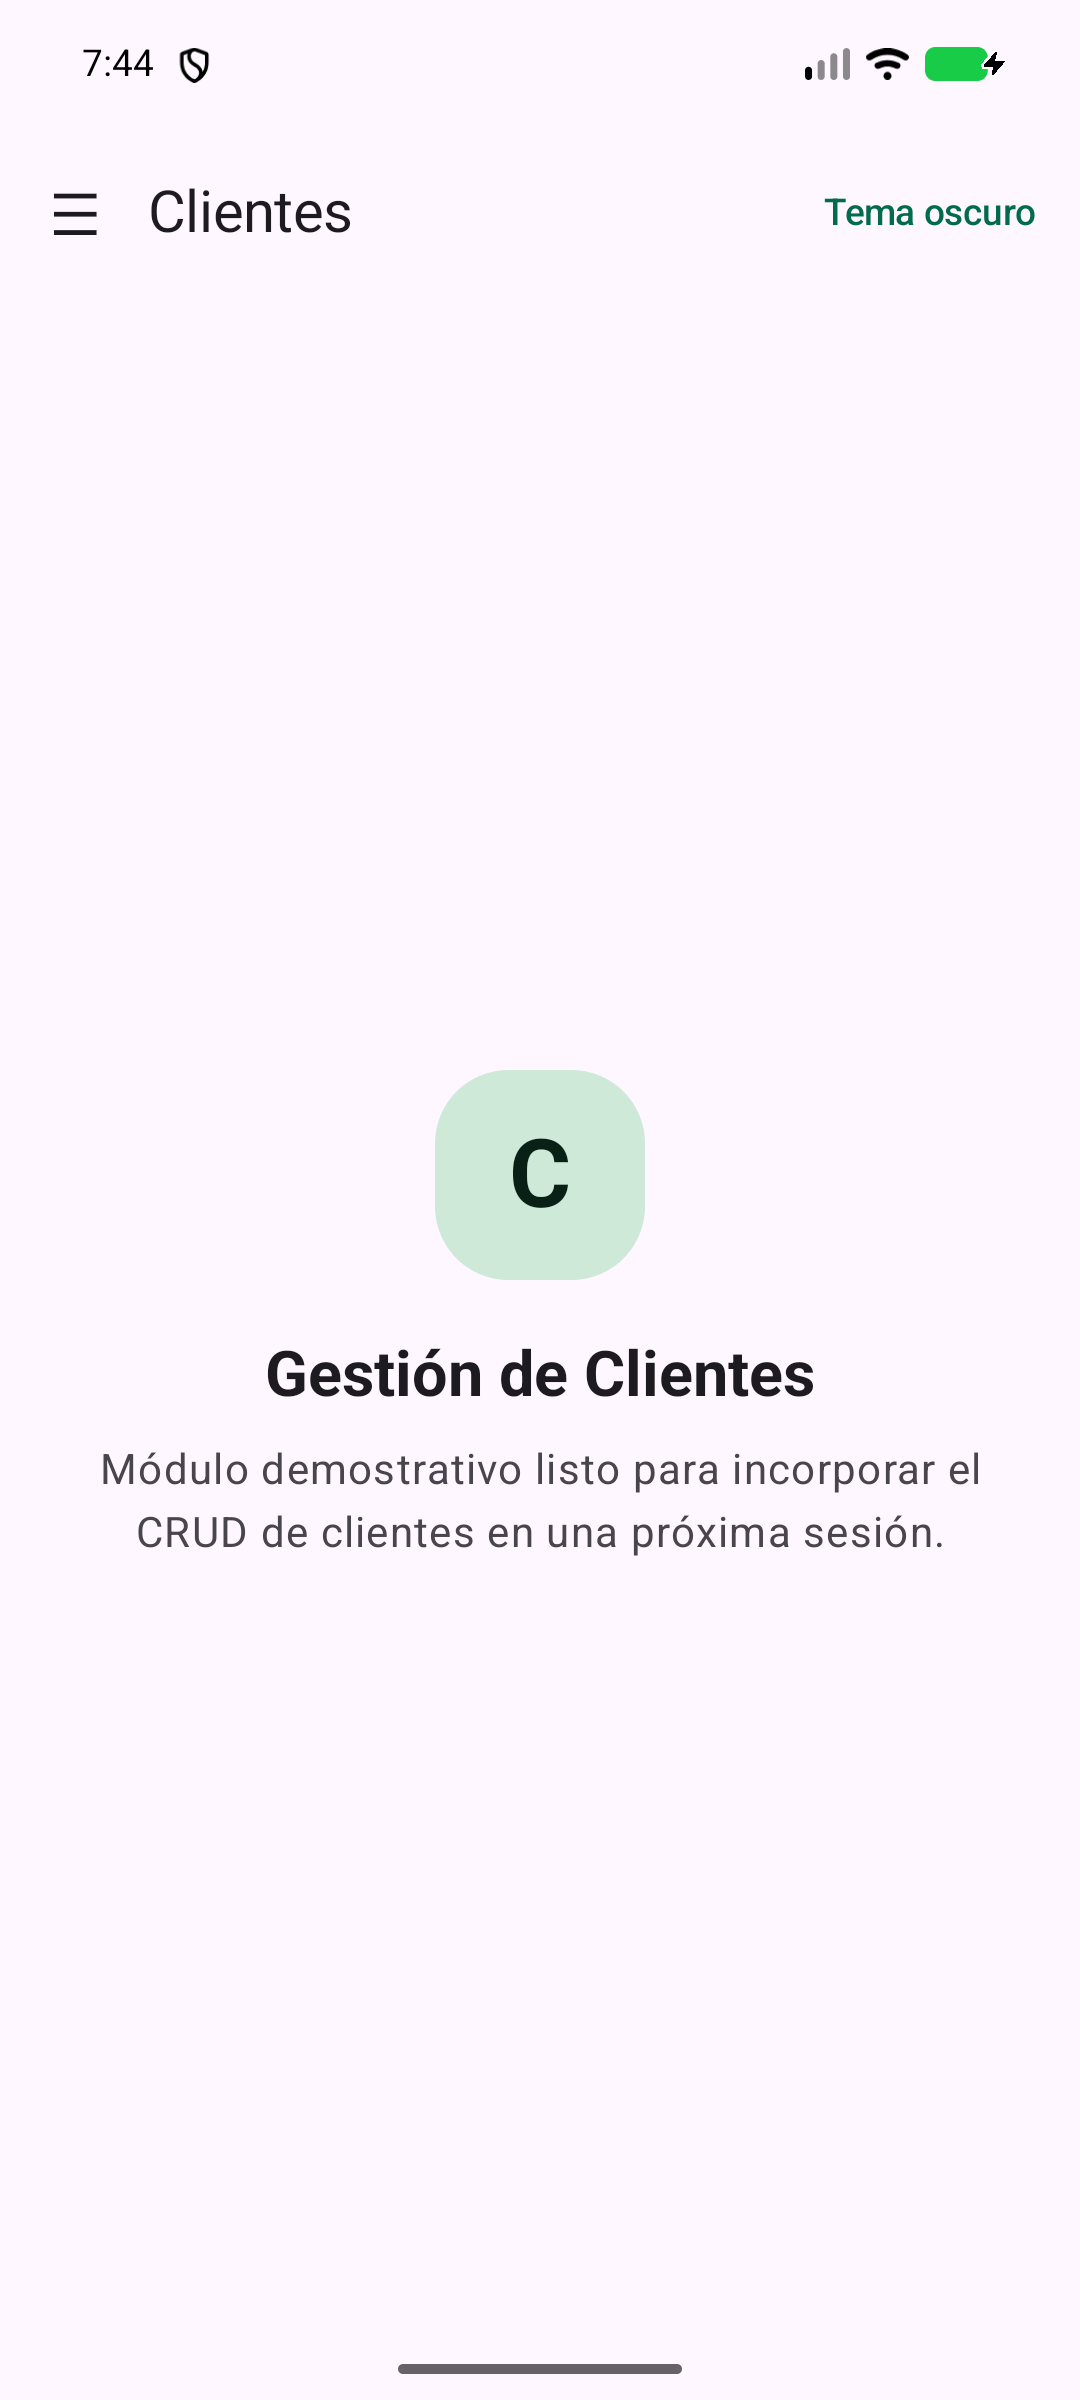 7:44
Clientes
Tema oscuro
C
Gestión de Clientes
Módulo demostrativo listo para incorporar el
CRUD de clientes en una próxima sesión.